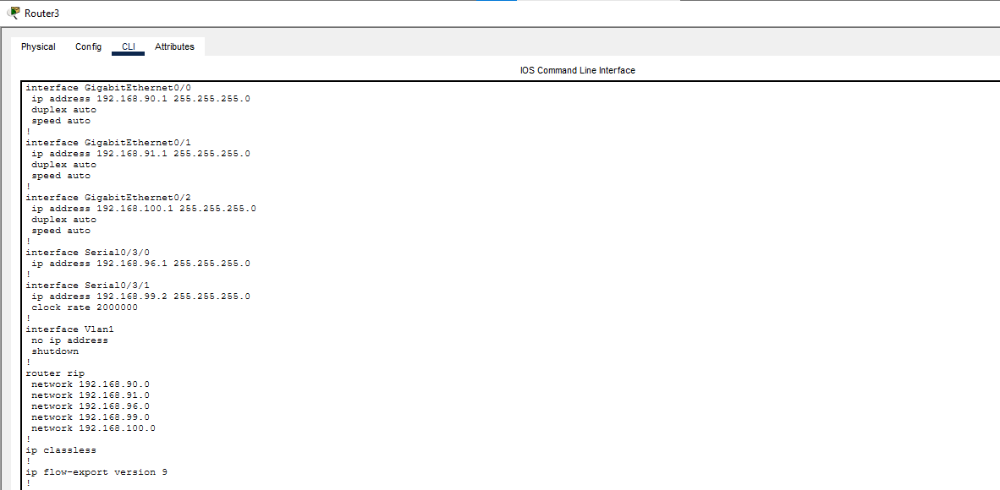 Router3
Physical Config CLI Attributes
IOS Command Line Interface
interface GigabitEthernet0/0
 ip address 192.168.90.1 255.255.255.0
 duplex auto
 speed auto
!
interface GigabitEthernet0/1
 ip address 192.168.91.1 255.255.255.0
 duplex auto
 speed auto
!
interface GigabitEthernet0/2
 ip address 192.168.100.1 255.255.255.0
 duplex auto
 speed auto
!
interface Serial0/3/0
 ip address 192.168.96.1 255.255.255.0
!
interface Serial0/3/1
 ip address 192.168.99.2 255.255.255.0
 clock rate 2000000
!
interface Vlan1
 no ip address
 shutdown
!
router rip
 network 192.168.90.0
 network 192.168.91.0
 network 192.168.96.0
 network 192.168.99.0
 network 192.168.100.0
!
ip classless
!
ip flow-export version 9
!